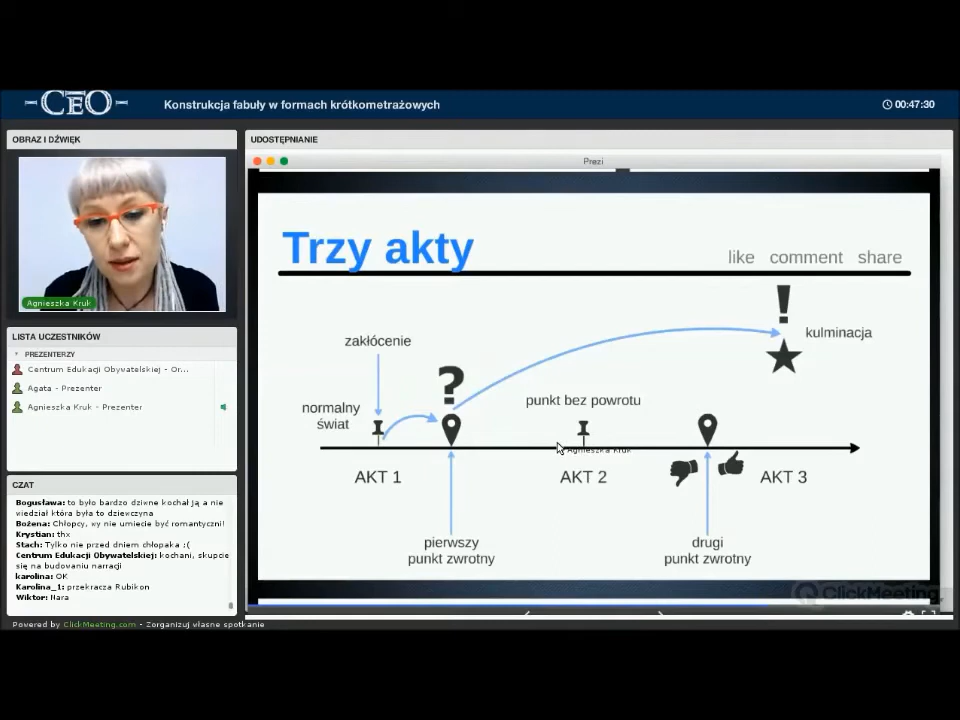 CEO
Konstrukcja fabuły w formach krótkometrażowych
00:47:30
OBRAZ I DŹWIĘK
Agnieszka Kruk
LISTA UCZESTNIKÓW
PREZENTERZY
Centrum Edukacji Obywatelskiej - Or...
Agata - Prezenter
Agnieszka Kruk - Prezenter
CZAT
Bogusława: to było bardzo dziwne kochał ją a nie
wiedział która była to dziewczyna
Bożena: Chłopcy, wy nie umiecie być romantyczni!
Krystian: thx
Stach: Tylko nie przed dniem chłopaka ;(
Centrum Edukacji Obywatelskiej: kochani, skupcie
się na budowaniu narracji
karolina: OK
Karolina_1: przekracza Rubikon
Wiktor: Nara
UDOSTĘPNIANIE
Prezi
Trzy akty
like comment share
!
kulminacja
zakłócenie
?
normalny
świat
punkt bez powrotu
Agnieszka Kruk
AKT 1
AKT 2
AKT 3
pierwszy
punkt zwrotny
drugi
punkt zwrotny
ClickMeeting
Powered by ClickMeeting.com - Zorganizuj własne spotkanie